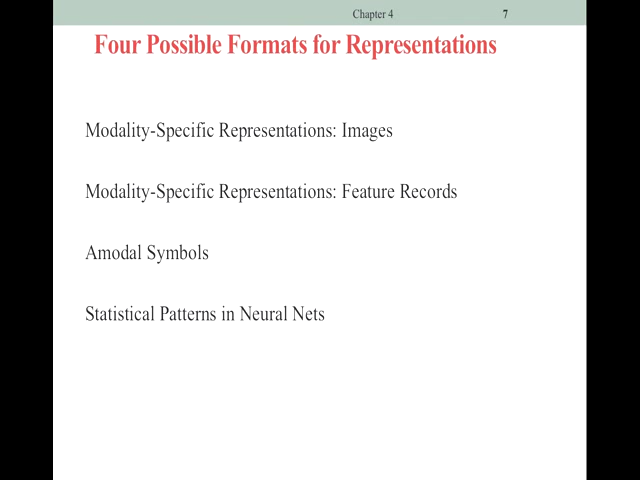 Chapter 4 7
Four Possible Formats for Representations
Modality-Specific Representations: Images
Modality-Specific Representations: Feature Records
Amodal Symbols
Statistical Patterns in Neural Nets